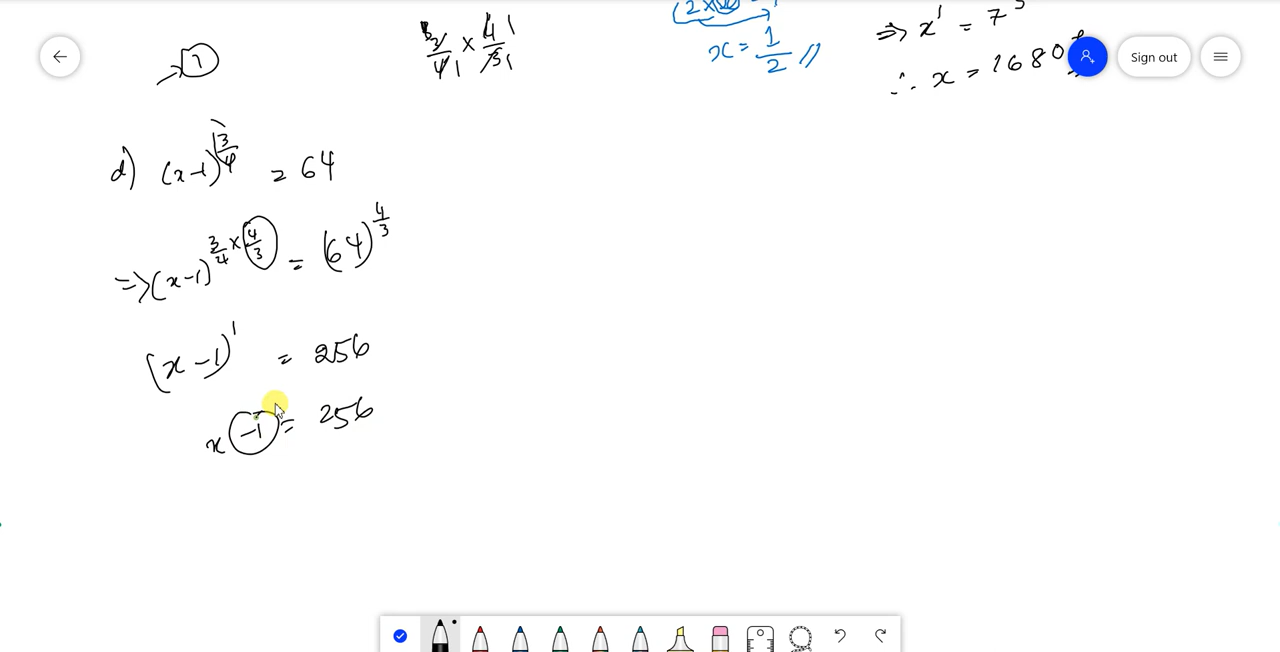 1
3/4 × 4/3
x = 1/2 //
⇒ x¹ = 7⁵
∴ x = 16807
Sign out
d) (x-1)^3/4 = 64
=> (x-1)^3/4 × 4/3 = (64)^4/3
(x-1)¹ = 256
x -1 = 256